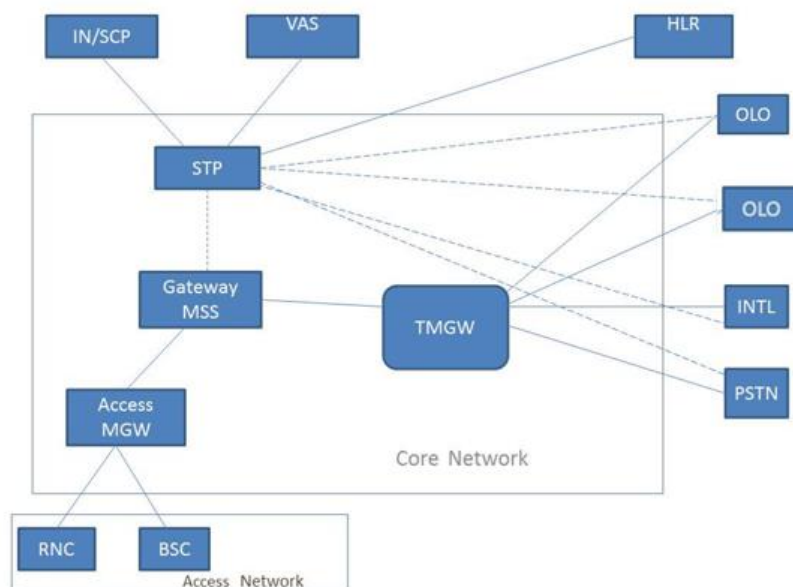 IN/SCP
VAS
HLR
OLO
STP
OLO
Gateway
MSS
TMGW
INTL
Access
MGW
PSTN
Core Network
RNC
BSC
Access Network